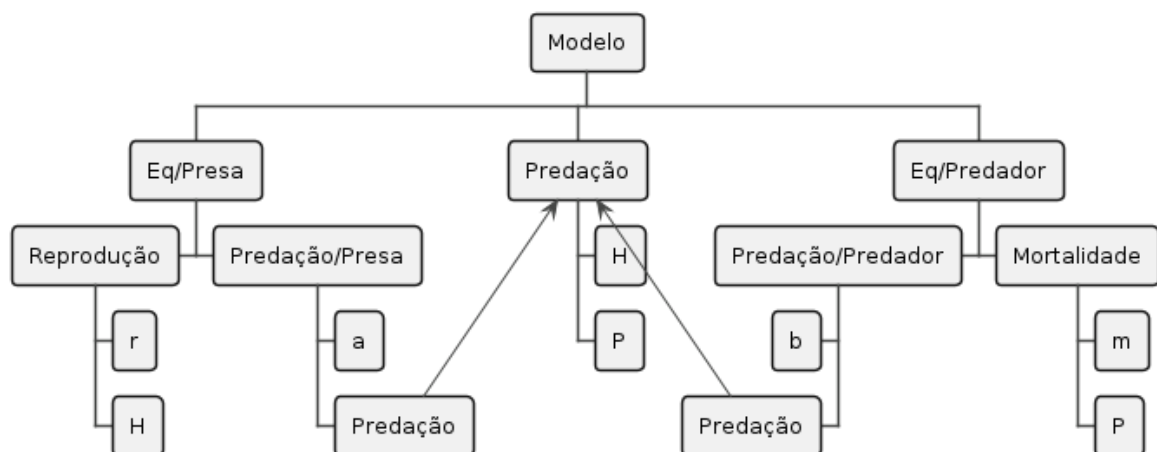 Modelo
Eq/Presa
Predação
Eq/Predador
Reprodução
Predação/Presa
H
Predação/Predador
Mortalidade
r
a
P
b
m
H
Predação
Predação
P